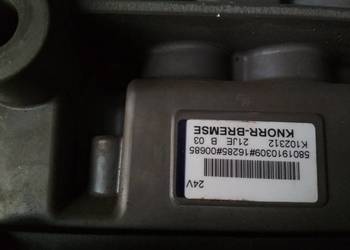 KNORR-BREMSE
K102312
21JE B 03
5801910309#16285#00685
24V